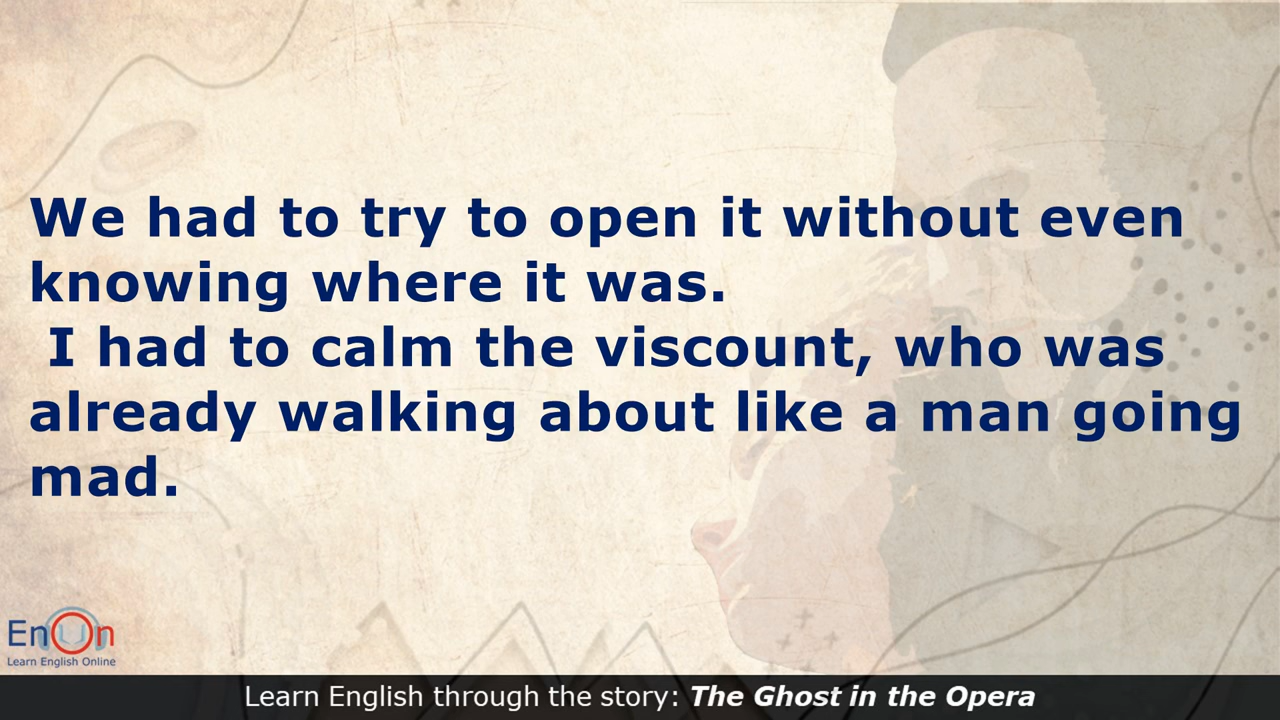 We had to try to open it without even
knowing where it was.
I had to calm the viscount, who was
already walking about like a man going
mad.
EnOn
Learn English Online
Learn English through the story: The Ghost in the Opera